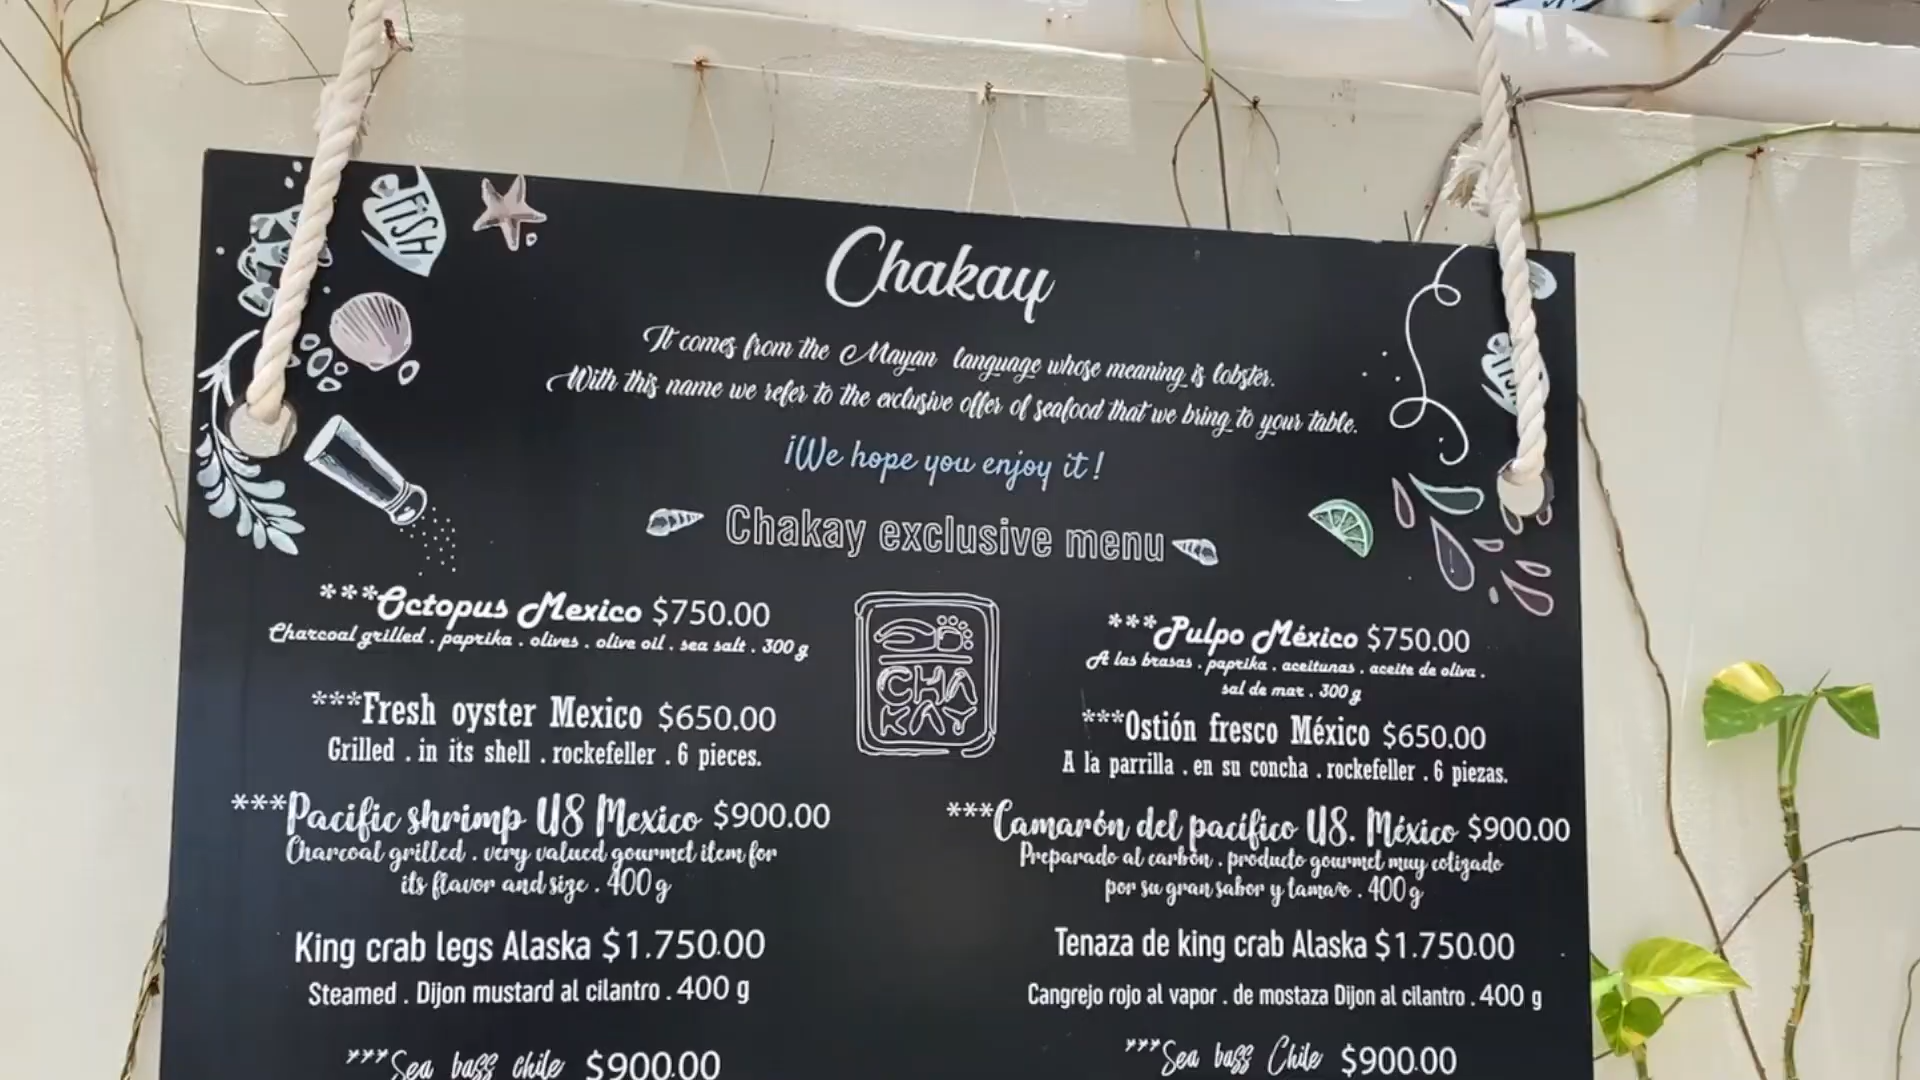 FISH
Chakay
It comes from the Mayan language whose meaning is lobster.
With this name we refer to the exclusive offer of seafood that we bring to your table.
¡We hope you enjoy it!
Chakay exclusive menu
***Octopus Mexico $750.00
Charcoal grilled . paprika . olives . olive oil . sea salt . 300 g
***Fresh oyster Mexico $650.00
Grilled . in its shell . rockefeller . 6 pieces.
***Pacific shrimp U8 Mexico $900.00
Charcoal grilled . very valued gourmet item for
its flavor and size . 400 g
King crab legs Alaska $1.750.00
Steamed . Dijon mustard al cilantro . 400 g
***Sea bass chile $900.00
CHA
KAY
***Pulpo México $750.00
A las brasas . paprika . aceitunas . aceite de oliva .
sal de mar . 300 g
***Ostión fresco México $650.00
A la parrilla . en su concha . rockefeller . 6 piezas.
***Camarón del pacífico U8. México $900.00
Preparado al carbón . producto gourmet muy cotizado
por su gran sabor y tamaño . 400 g
Tenaza de king crab Alaska $1.750.00
Cangrejo rojo al vapor . de mostaza Dijon al cilantro . 400 g
***Sea bass Chile $900.00